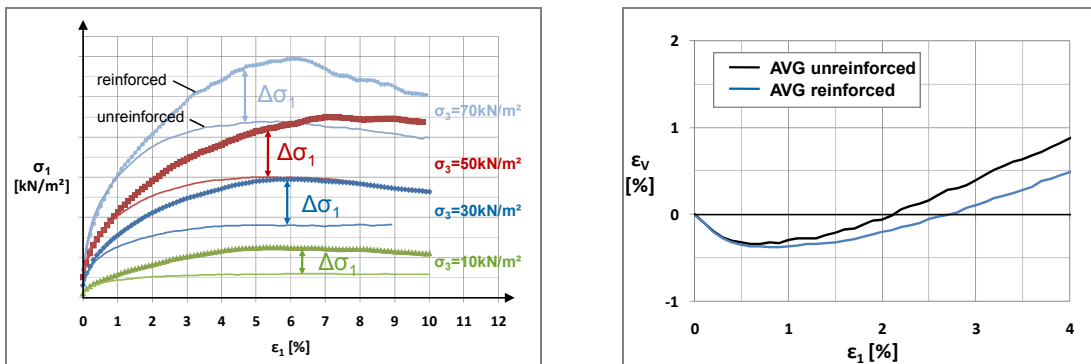 reinforced
unreinforced
Δσ₁
σ₃=70kN/m²
Δσ₁
σ₃=50kN/m²
Δσ₁
σ₃=30kN/m²
Δσ₁
σ₃=10kN/m²
σ₁
[kN/m²]
0 1 2 3 4 5 6 7 8 9 10 11 12
ε₁ [%]
AVG unreinforced
AVG reinforced
2
1
0
-1
εᵥ
[%]
0 1 2 3 4
ε₁ [%]